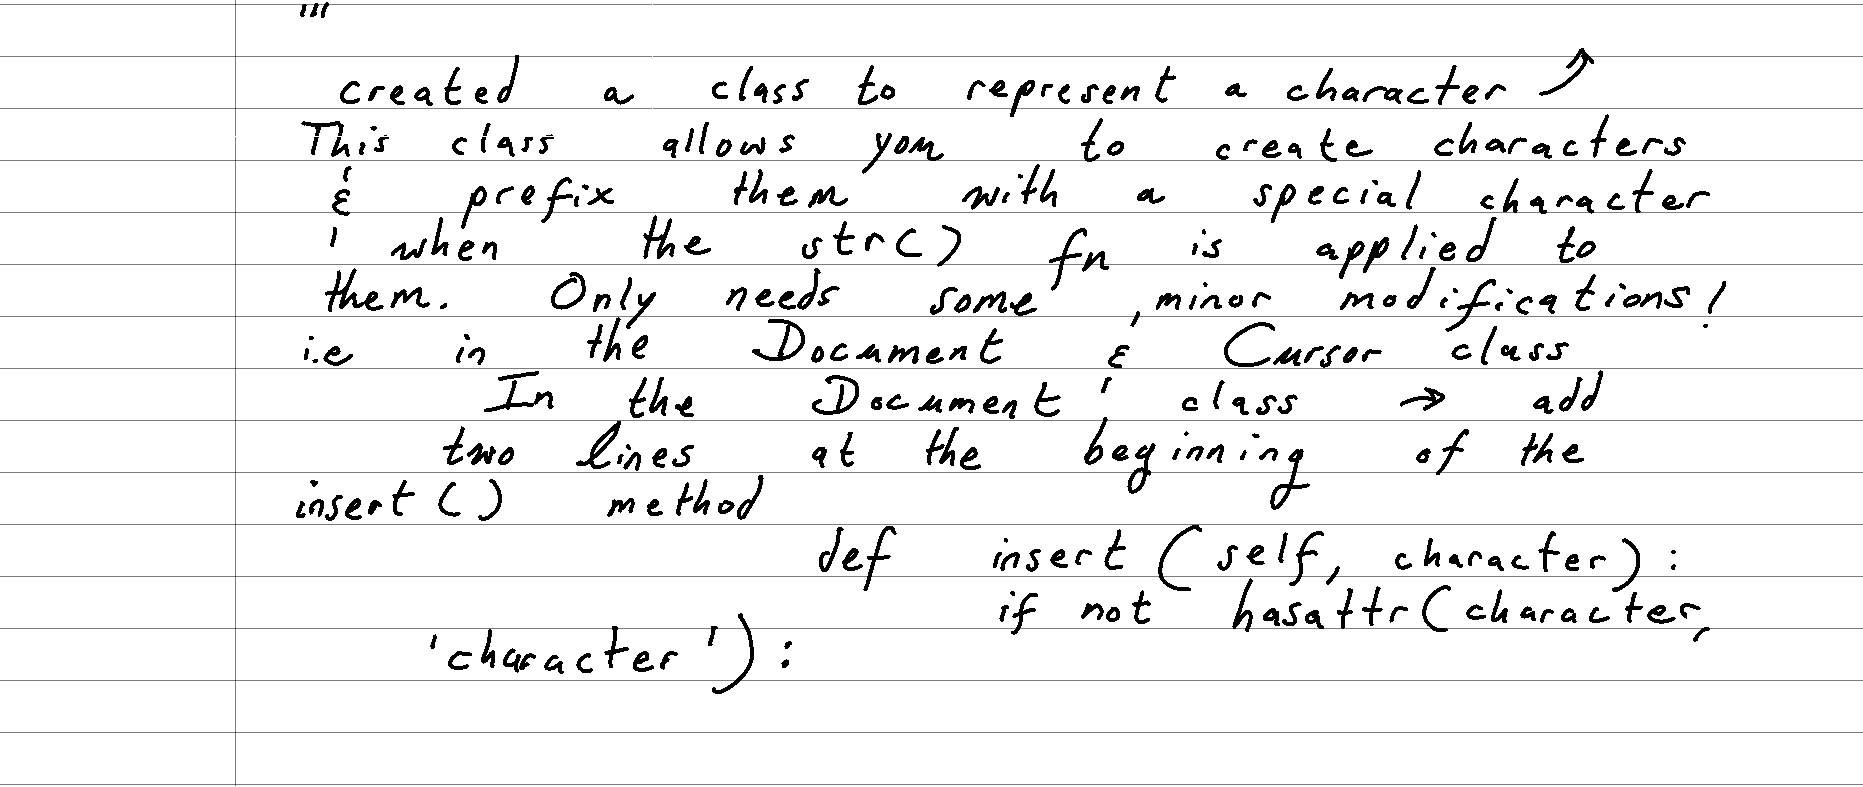 '''
created a class to represent a character ↗
This class allows you to create characters
& prefix them with a special character
when the str() fn is applied to
them. Only needs some minor modifications!
i.e in the Document & Cursor class
In the Document class → add
two lines at the beginning of the
insert() method
def insert(self, character):
if not hasattr(character,
'character'):